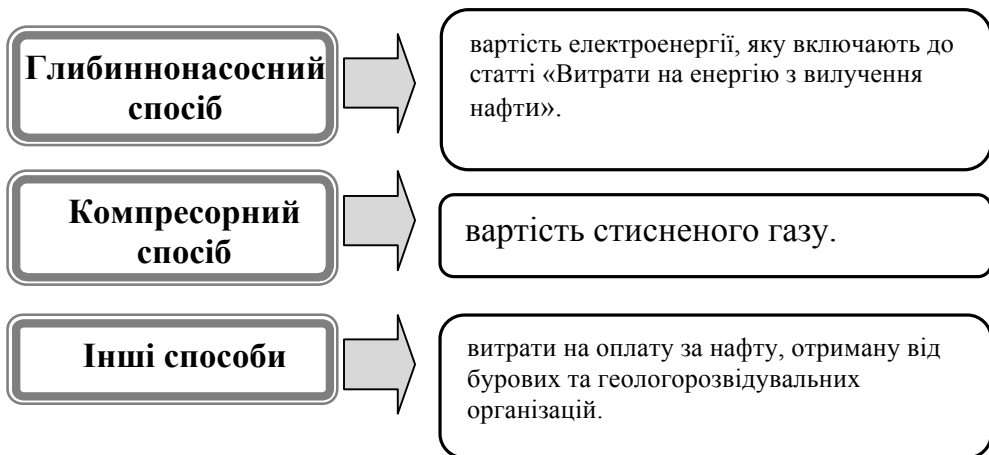 Глибиннонасосний
спосіб
вартість електроенергії, яку включають до
статті «Витрати на енергію з вилучення
нафти».
Компресорний
спосіб
вартість стисненого газу.
Інші способи
витрати на оплату за нафту, отриману від
бурових та геологорозвідувальних
організацій.